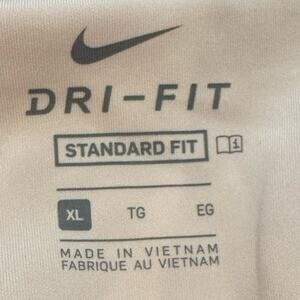 DRI-FIT
STANDARD FIT
XL TG EG
MADE IN VIETNAM
FABRIQUE AU VIETNAM